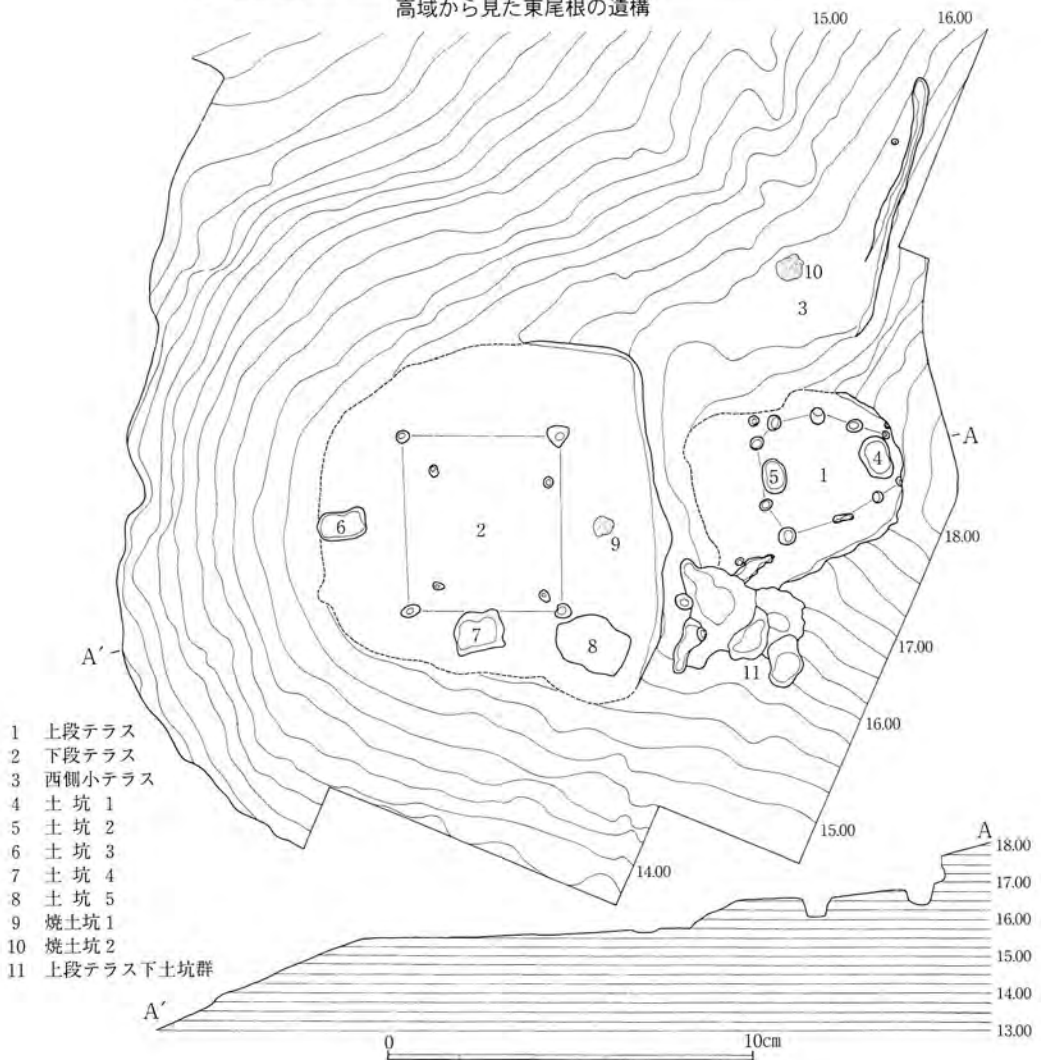 高域から見た東尾根の遺構
15.00
16.00
10
3
A
4
5
1
6
2
9
18.00
7
8
A′
11
17.00
16.00
15.00
14.00
1 上段テラス
2 下段テラス
3 西側小テラス
4 土坑 1
5 土坑 2
6 土坑 3
7 土坑 4
8 土坑 5
9 焼土坑 1
10 焼土坑 2
11 上段テラス下土坑群
A
18.00
17.00
16.00
15.00
14.00
13.00
A′
0
10cm